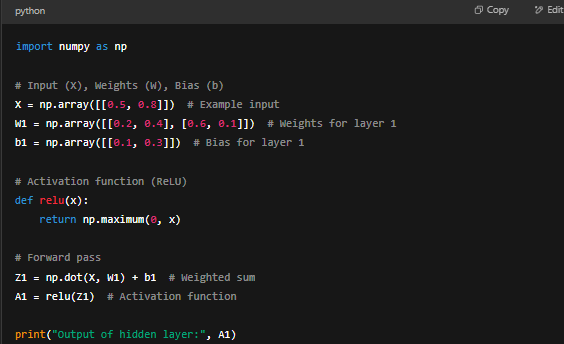 python
Copy
Edit
import numpy as np
# Input (X), Weights (W), Bias (b)
X = np.array([[0.5, 0.8]])  # Example input
W1 = np.array([[0.2, 0.4], [0.6, 0.1]])  # Weights for layer 1
b1 = np.array([[0.1, 0.3]])  # Bias for layer 1
# Activation function (ReLU)
def relu(x):
    return np.maximum(0, x)
# Forward pass
Z1 = np.dot(X, W1) + b1  # Weighted sum
A1 = relu(Z1)  # Activation function
print("Output of hidden layer:", A1)